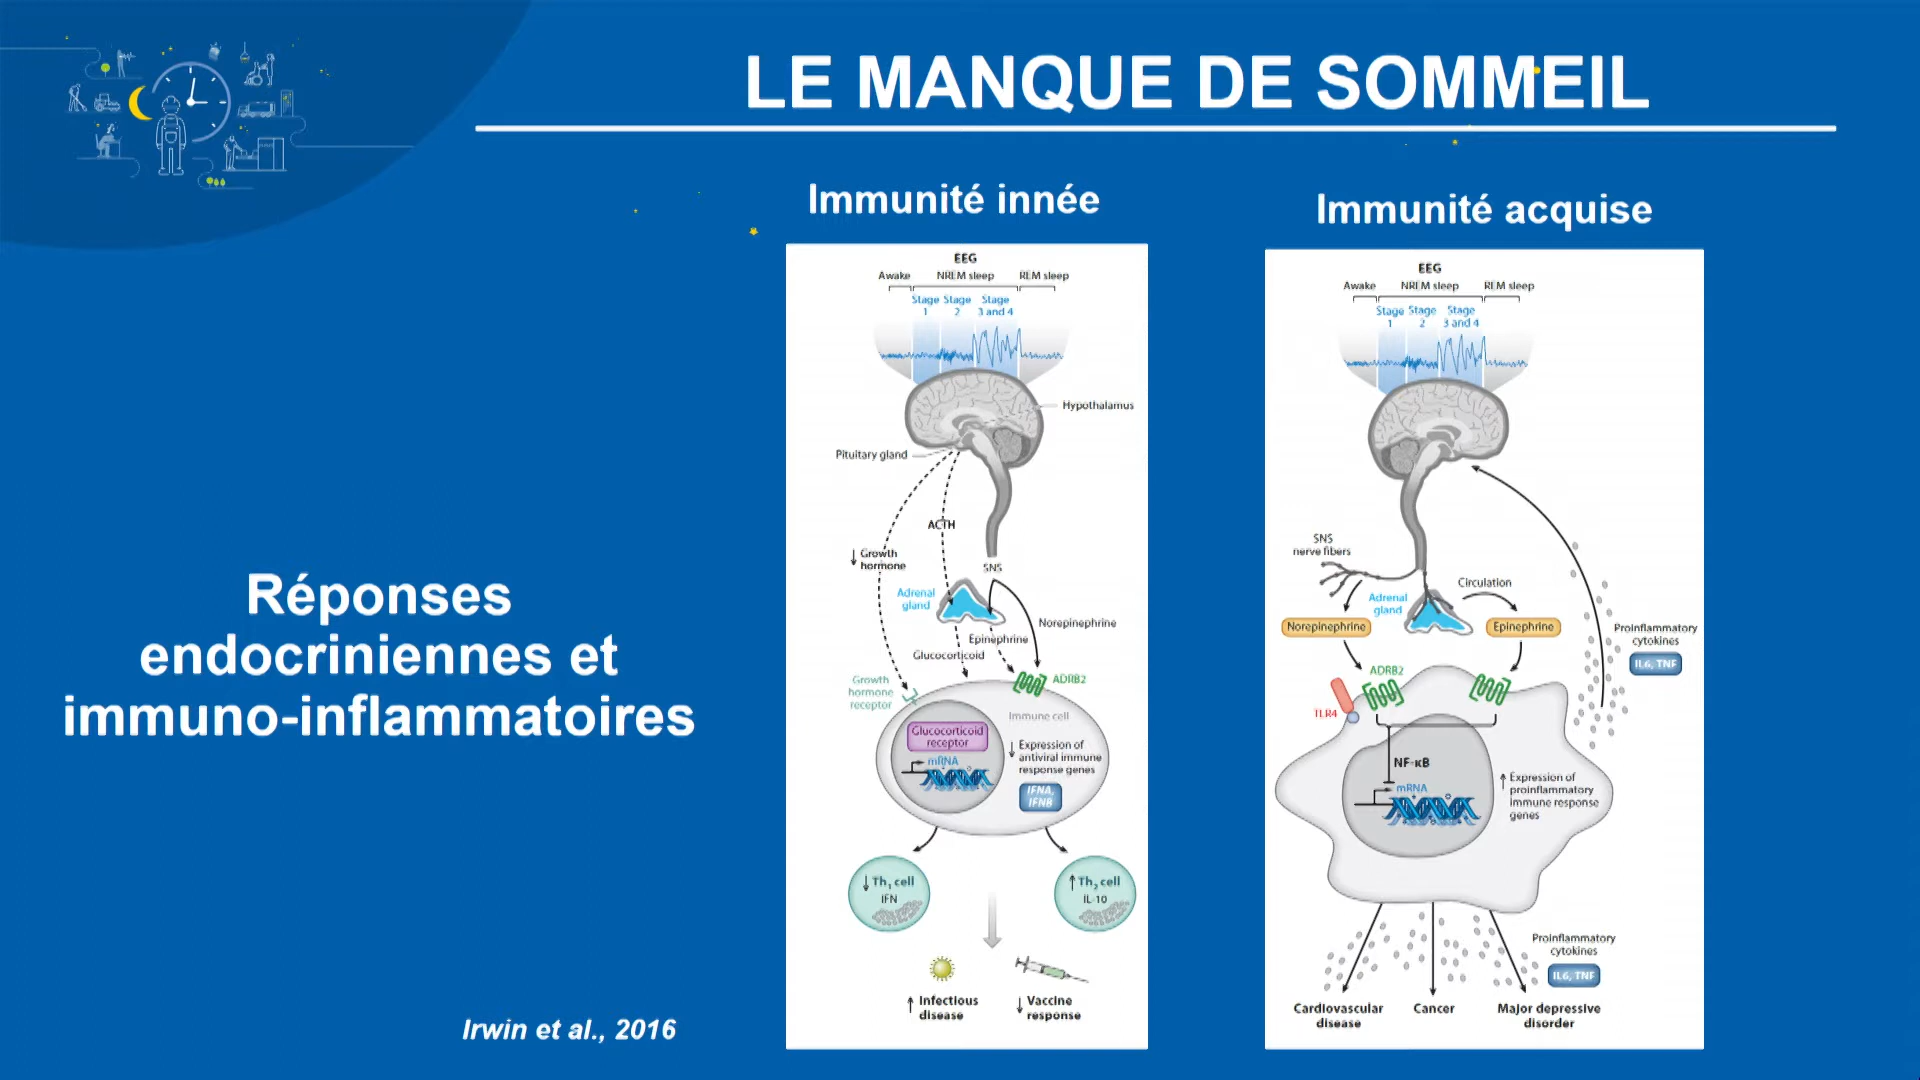 LE MANQUE DE SOMMEIL
Immunité innée
Immunité acquise
Réponses
endocriniennes et
immuno-inflammatoires
Irwin et al., 2016
EEG
Awake
NREM sleep
REM sleep
Stage
1
Stage
2
Stage
3 and 4
Hypothalamus
Pituitary gland
ACTH
↓ Growth
hormone
SNS
Adrenal
gland
Norepinephrine
Epinephrine
Glucocorticoid
Growth
hormone
receptor
ADRB2
Immune cell
Glucocorticoid
receptor
mRNA
↓ Expression of
antiviral immune
response genes
IFNA,
IFNB
↓ Th1 cell
IFN
↑ Th2 cell
IL-10
↑ Infectious
disease
↓ Vaccine
response
EEG
Awake
NREM sleep
REM sleep
Stage
1
Stage
2
Stage
3 and 4
SNS
nerve fibers
Circulation
Adrenal
gland
Norepinephrine
Epinephrine
Proinflammatory
cytokines
IL6, TNF
ADRB2
TLR4
NF-κB
mRNA
↑ Expression of
proinflammatory
immune response
genes
Proinflammatory
cytokines
IL6, TNF
Cardiovascular
disease
Cancer
Major depressive
disorder